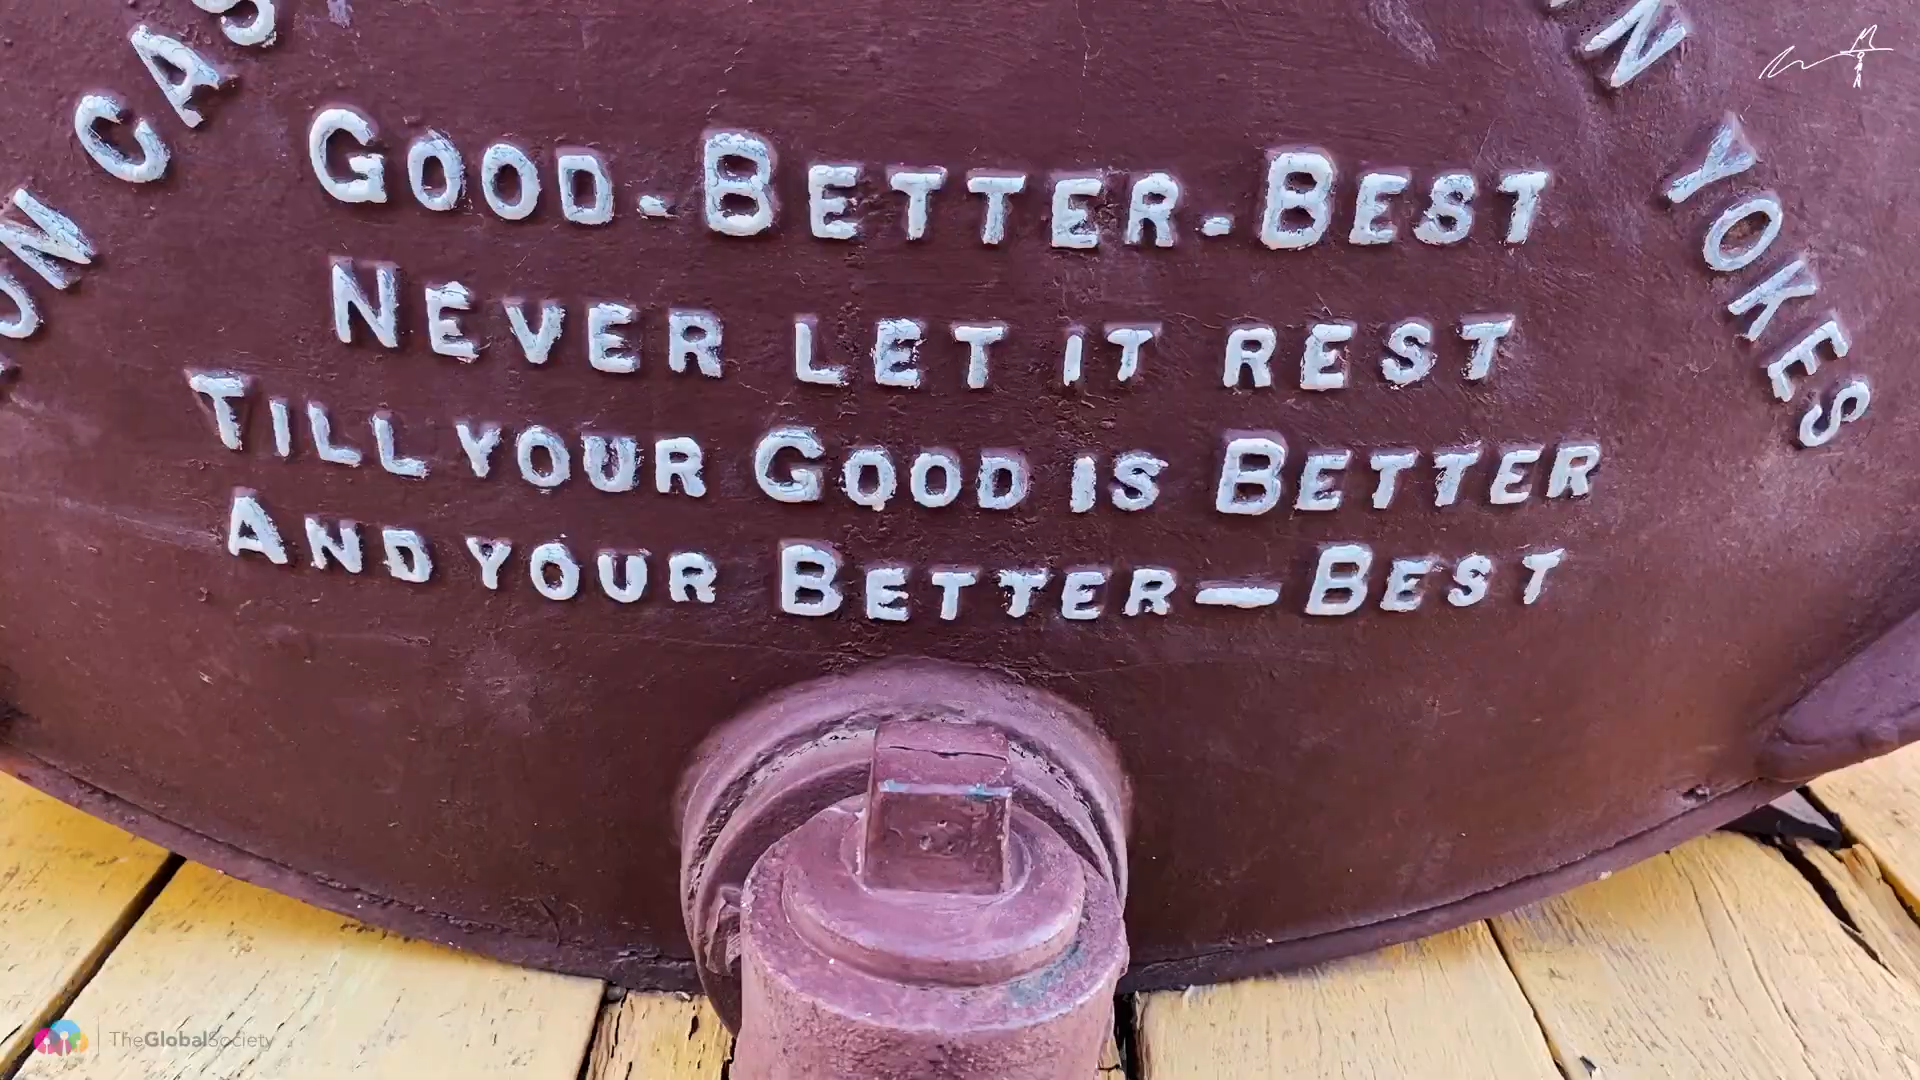 GOOD-BETTER-BEST
NEVER LET IT REST
TILL YOUR GOOD IS BETTER
AND YOUR BETTER—BEST
YOKES
TheGlobalSociety